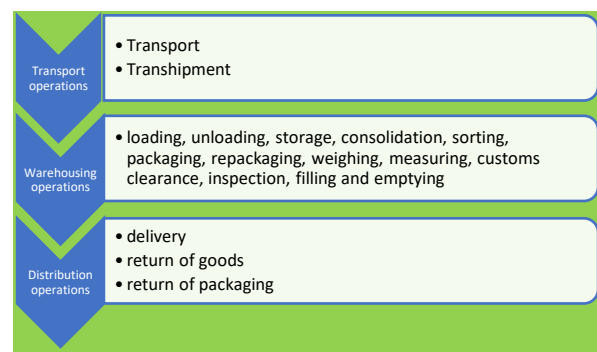 Transport
operations
• Transport
• Transhipment
Warehousing
operations
• loading, unloading, storage, consolidation, sorting,
packaging, repackaging, weighing, measuring, customs
clearance, inspection, filling and emptying
Distribution
operations
• delivery
• return of goods
• return of packaging